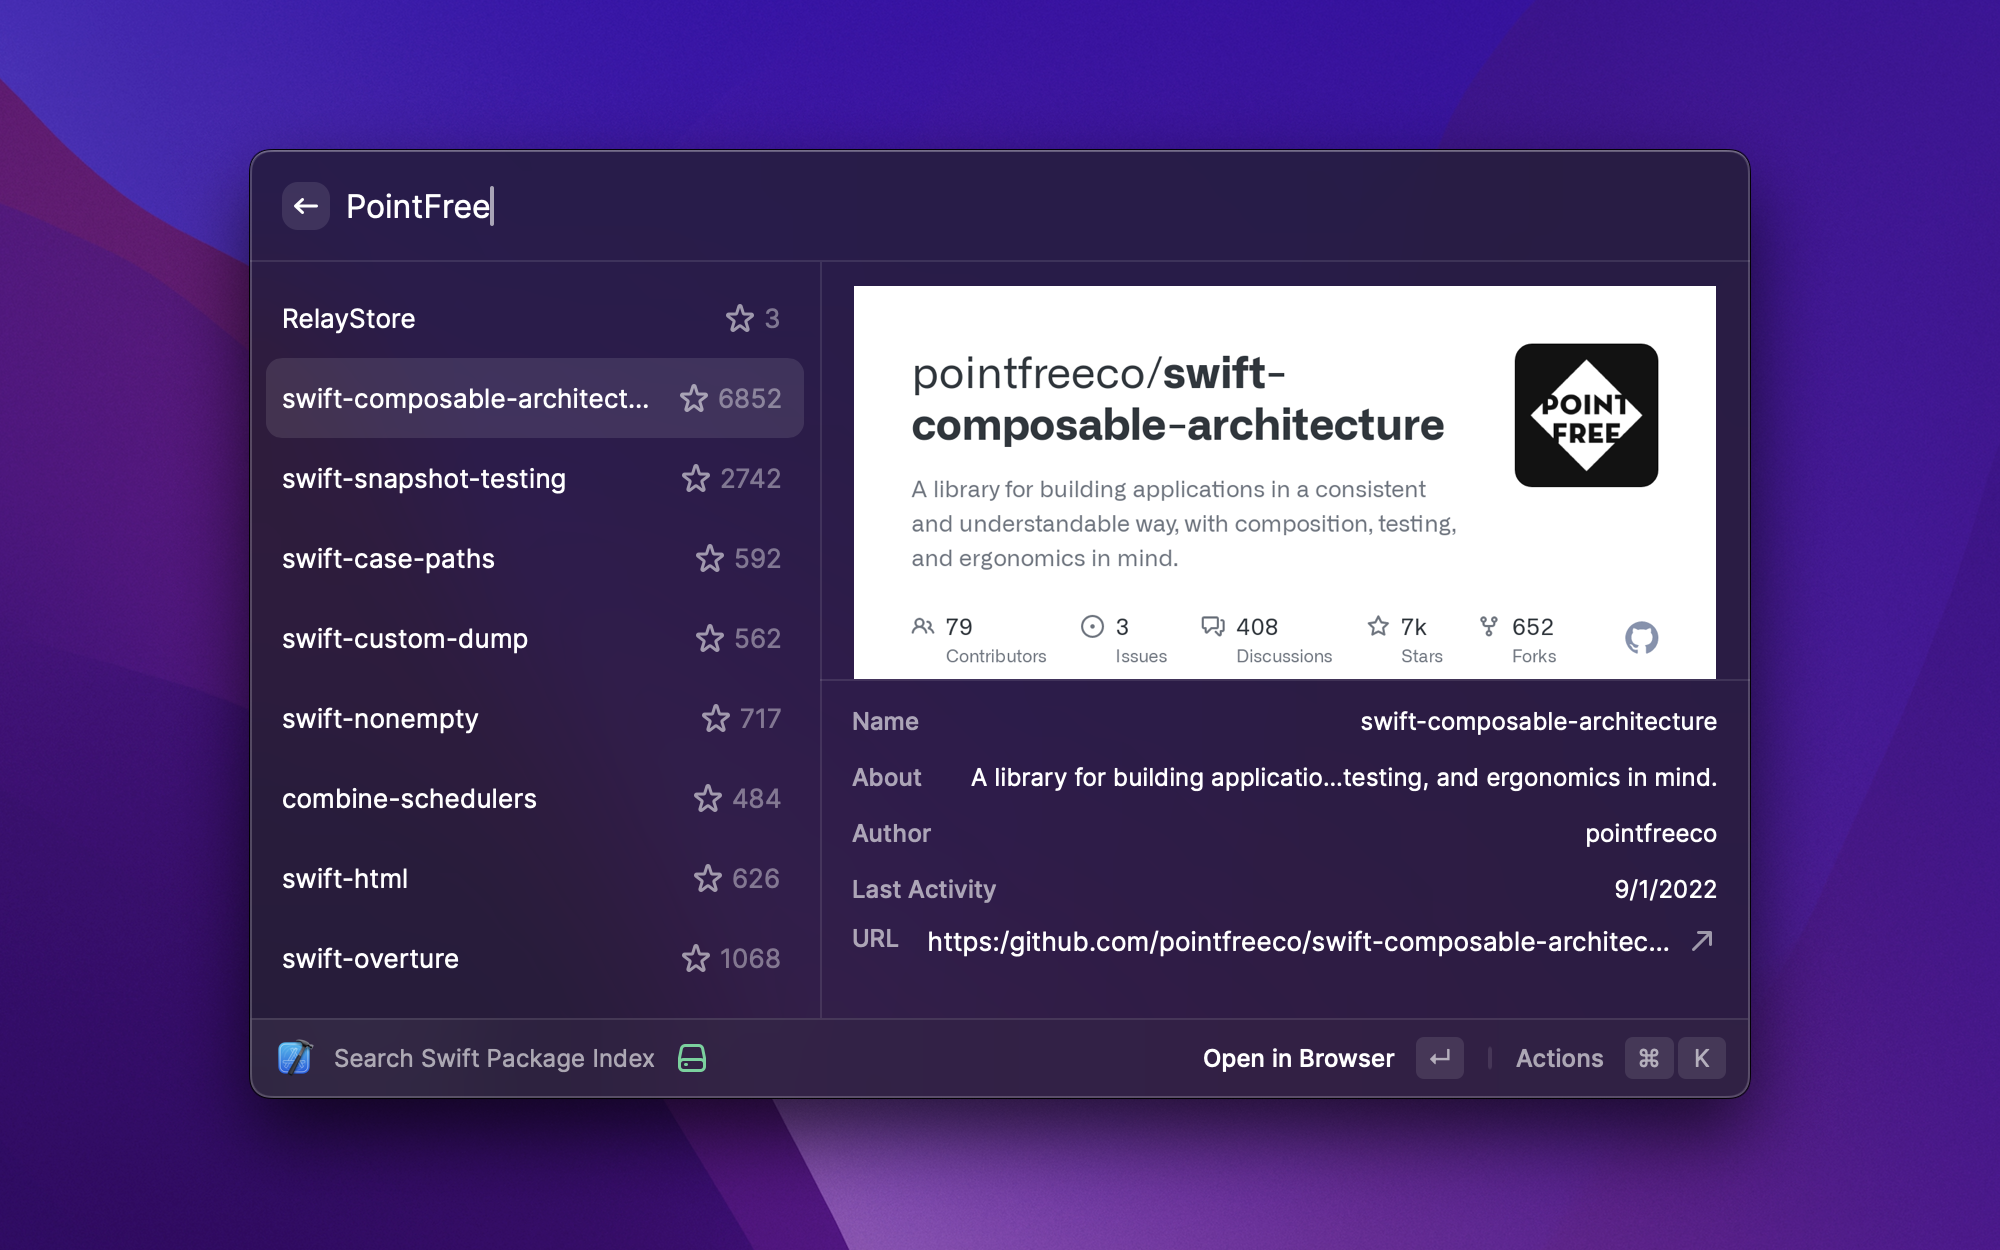 PointFree
RelayStore 3
swift-composable-architect... 6852
swift-snapshot-testing 2742
swift-case-paths 592
swift-custom-dump 562
swift-nonempty 717
combine-schedulers 484
swift-html 626
swift-overture 1068
pointfreeco/swift-
composable-architecture
POINT
FREE
A library for building applications in a consistent
and understandable way, with composition, testing,
and ergonomics in mind.
79 3 408 7k 652
Contributors Issues Discussions Stars Forks
Name swift-composable-architecture
About A library for building applicatio...testing, and ergonomics in mind.
Author pointfreeco
Last Activity 9/1/2022
URL https:/github.com/pointfreeco/swift-composable-architec...
Search Swift Package Index Open in Browser ↵ Actions ⌘ K